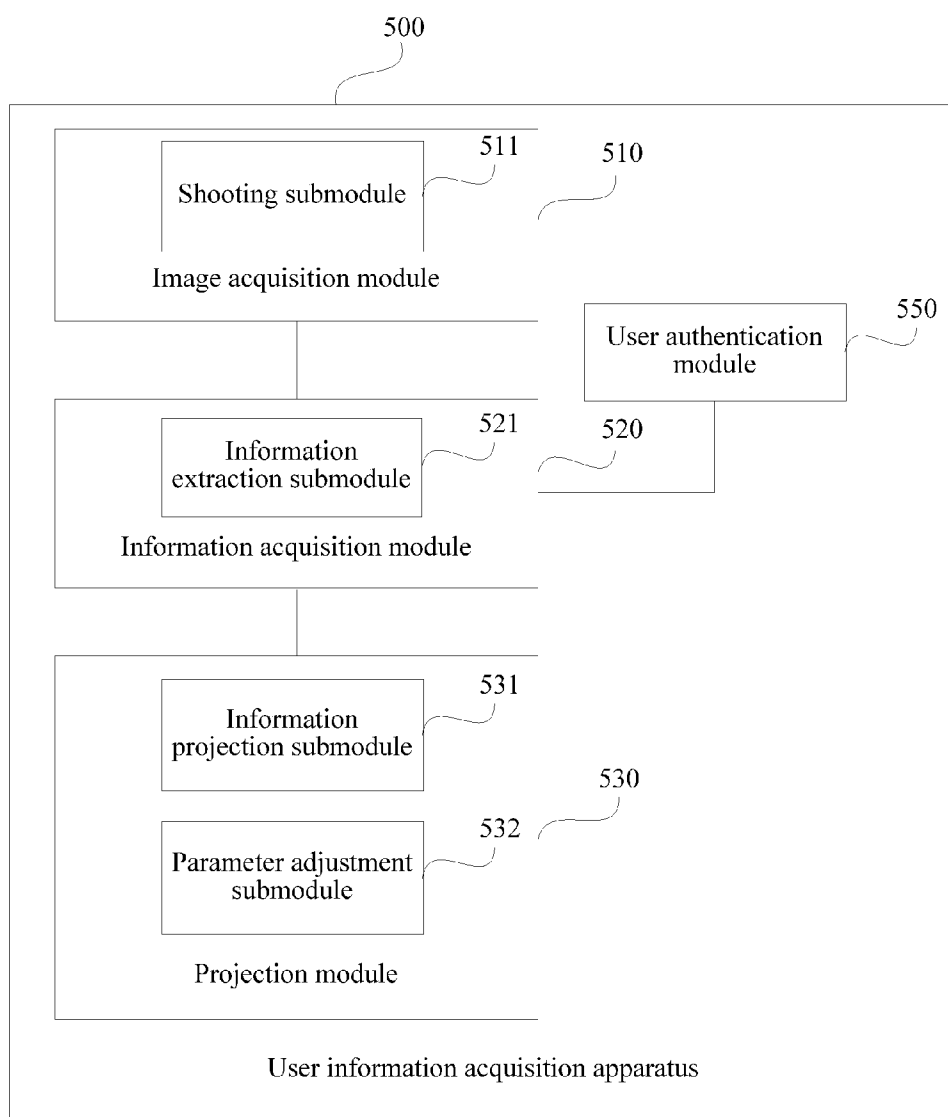 500
511
510
Shooting submodule
Image acquisition module
550
User authentication
module
521
520
Information
extraction submodule
Information acquisition module
531
Information
projection submodule
530
532
Parameter adjustment
submodule
Projection module
User information acquisition apparatus